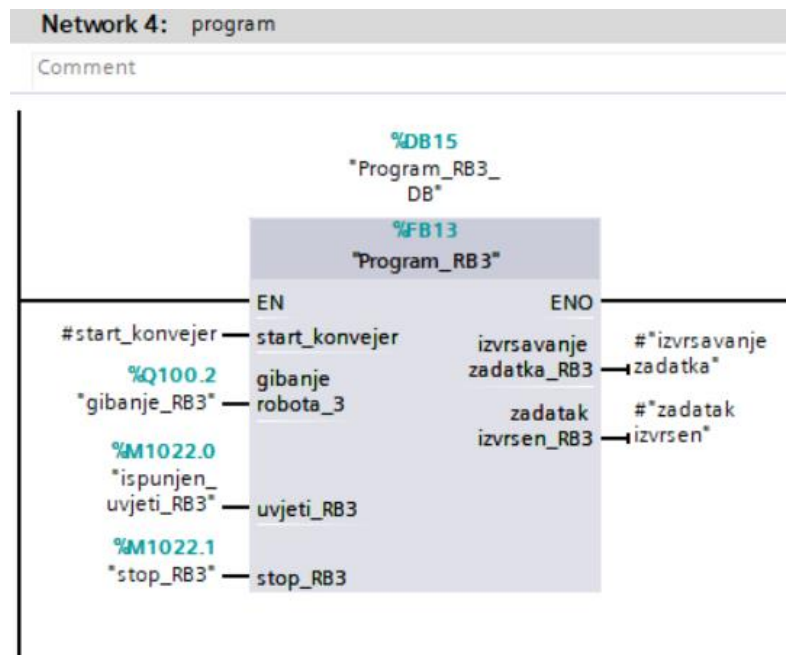 Network 4: program
Comment
%DB15
"Program_RB3_
DB"
%FB13
"Program_RB3"
EN
ENO
#start_konvejer
start_konvejer
izvrsavanje
zadatka_RB3
#"izvrsavanje
zadatka"
%Q100.2
"gibanje_RB3"
gibanje
robota_3
zadatak
izvrsen_RB3
#"zadatak
izvrsen"
%M1022.0
"ispunjen_
uvjeti_RB3"
uvjeti_RB3
%M1022.1
"stop_RB3"
stop_RB3